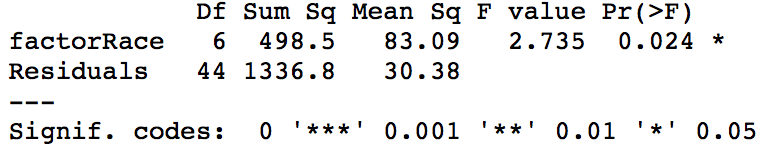 Df Sum Sq Mean Sq F value Pr(>F)
factorRace 6 498.5 83.09 2.735 0.024 *
Residuals 44 1336.8 30.38
---
Signif. codes: 0 '***' 0.001 '**' 0.01 '*' 0.05